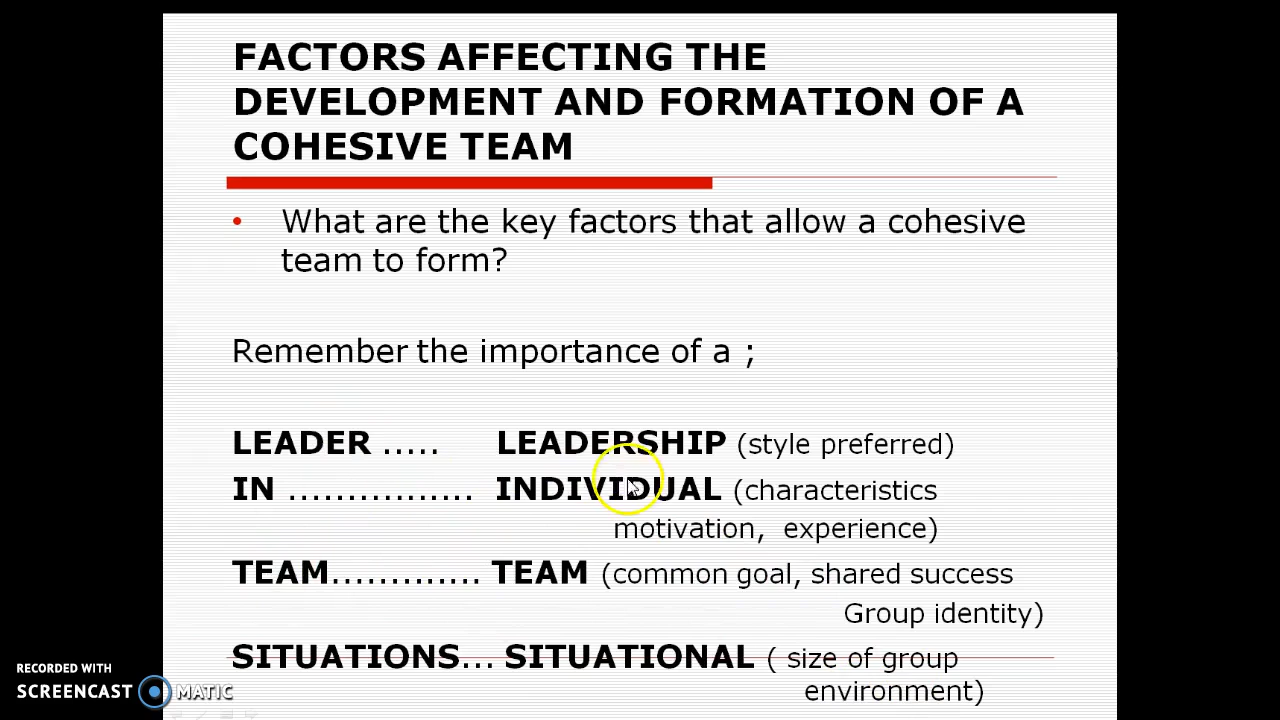 FACTORS AFFECTING THE
DEVELOPMENT AND FORMATION OF A
COHESIVE TEAM
• What are the key factors that allow a cohesive
team to form?
Remember the importance of a ;
LEADER ..... LEADERSHIP (style preferred)
IN ................ INDIVIDUAL (characteristics
motivation, experience)
TEAM............. TEAM (common goal, shared success
Group identity)
SITUATIONS... SITUATIONAL ( size of group
environment)
RECORDED WITH
SCREENCAST MATIC